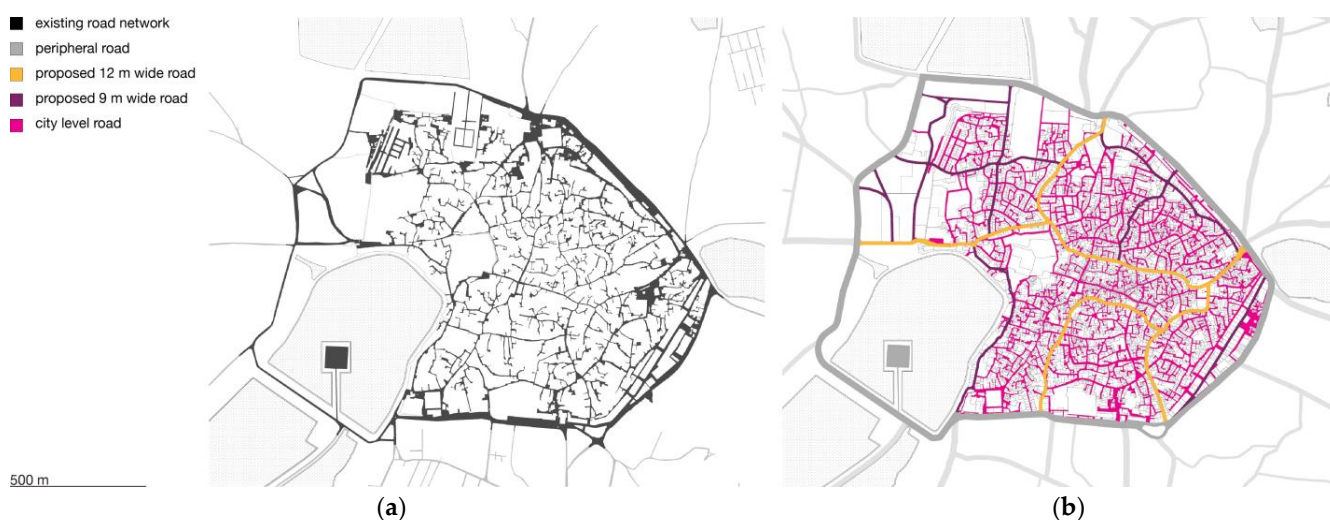 existing road network
peripheral road
proposed 12 m wide road
proposed 9 m wide road
city level road
500 m
(a)
(b)